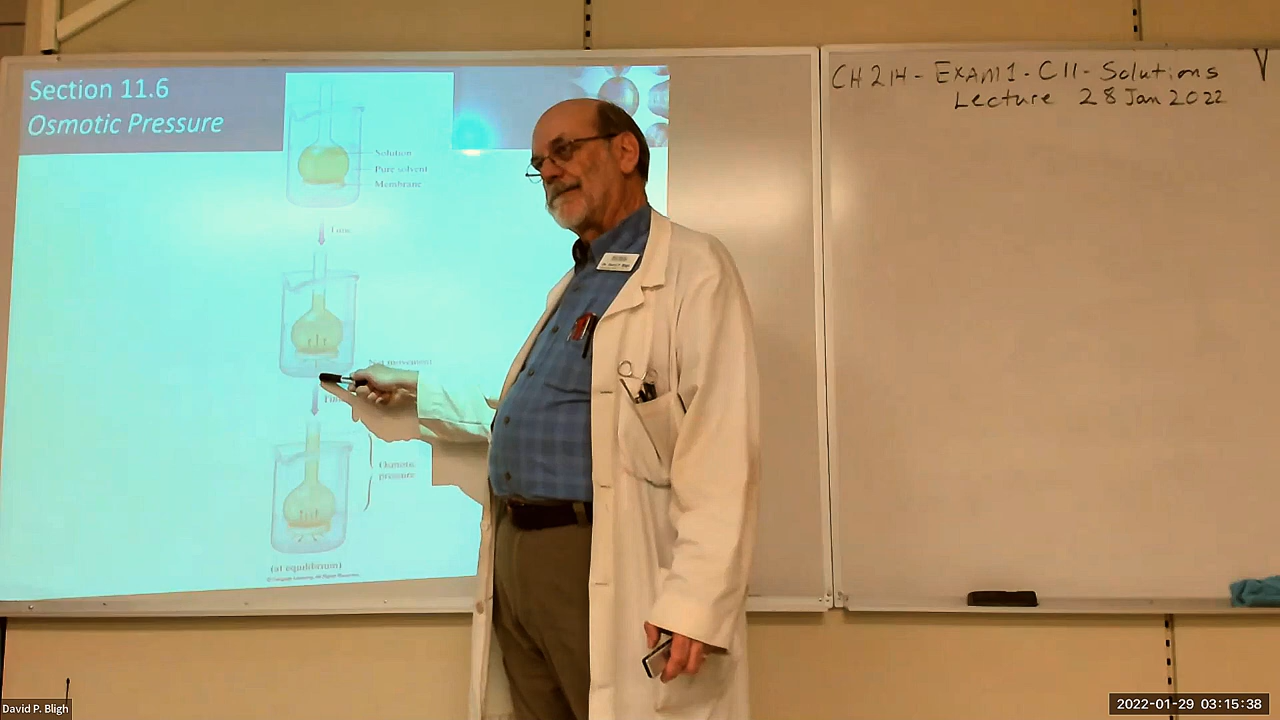 Section 11.6
Osmotic Pressure
Solution
Pure solvent
Membrane
Time
Net movement
Time
Osmotic
pressure
(at equilibrium)
CH 214 - EXAM 1 - C11 - Solutions
Lecture 28 Jan 2022
David P. Bligh
2022-01-29 03:15:38